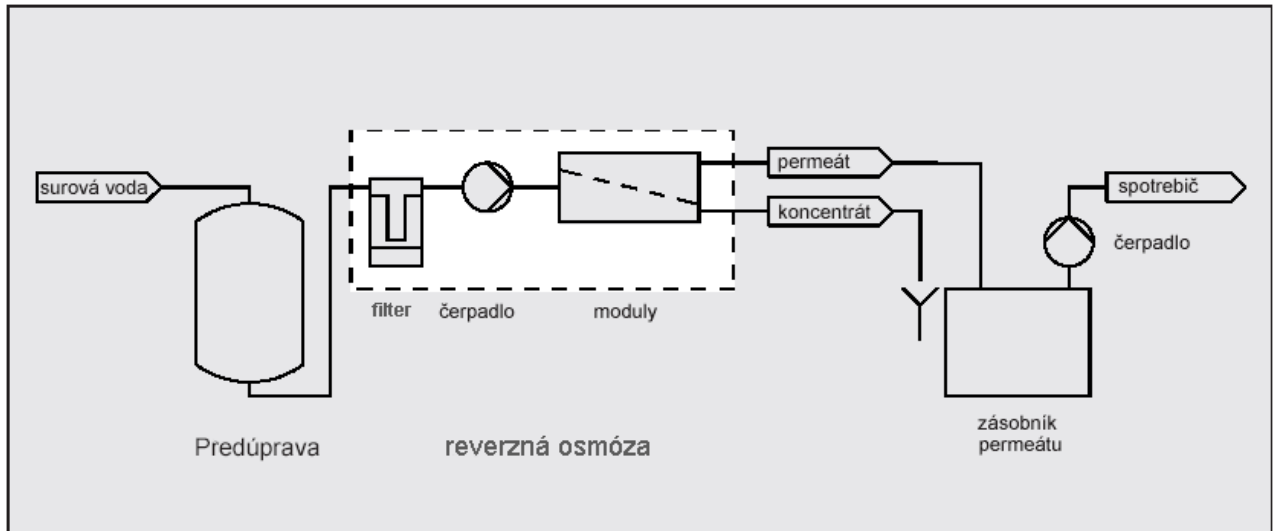 surová voda
permeát
koncentrát
spotrebič
čerpadlo
filter
čerpadlo
moduly
zásobník
permeátu
Predúprava
reverzná osmóza